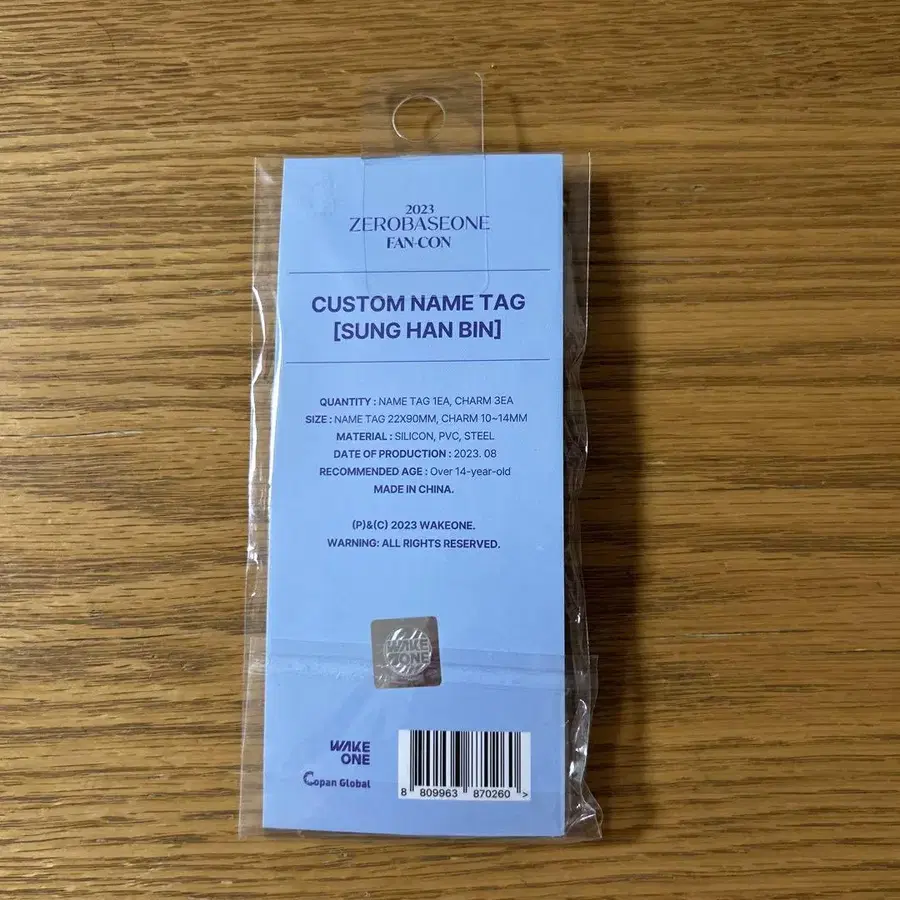 2023
ZEROBASEONE
FAN-CON
CUSTOM NAME TAG
[SUNG HAN BIN]
QUANTITY : NAME TAG 1EA, CHARM 3EA
SIZE : NAME TAG 22X90MM, CHARM 10~14MM
MATERIAL : SILICON, PVC, STEEL
DATE OF PRODUCTION : 2023. 08
RECOMMENDED AGE : Over 14-year-old
MADE IN CHINA.
(P)&(C) 2023 WAKEONE.
WARNING: ALL RIGHTS RESERVED.
WAKE
ONE
WAKE
ONE
Copan Global
8 809963 870260 >